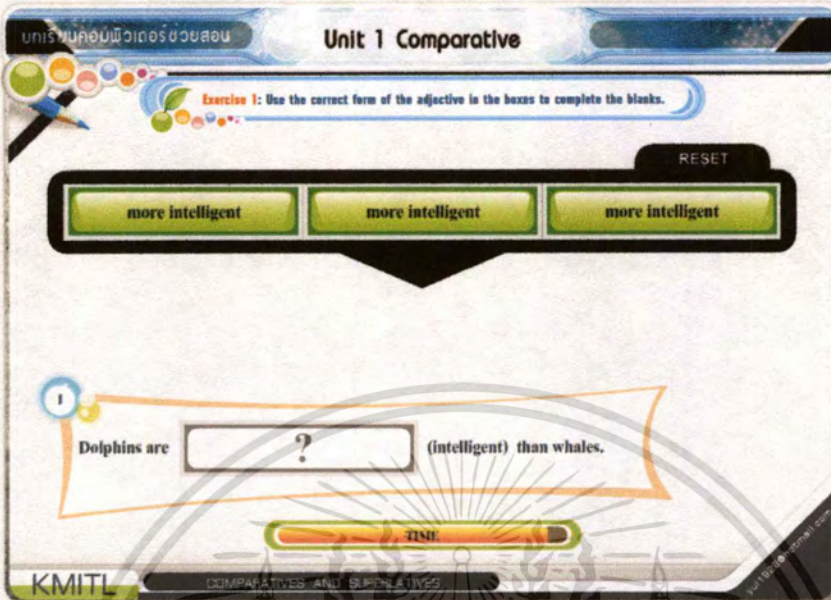 บทเรียนคอมพิวเตอร์ช่วยสอน
Unit 1 Comparative
Exercise 1: Use the correct form of the adjective in the boxes to complete the blanks.
RESET
more intelligent more intelligent more intelligent
1
Dolphins are ? (intelligent) than whales.
TIME
KMITL COMPARATIVES AND SUPERLATIVES